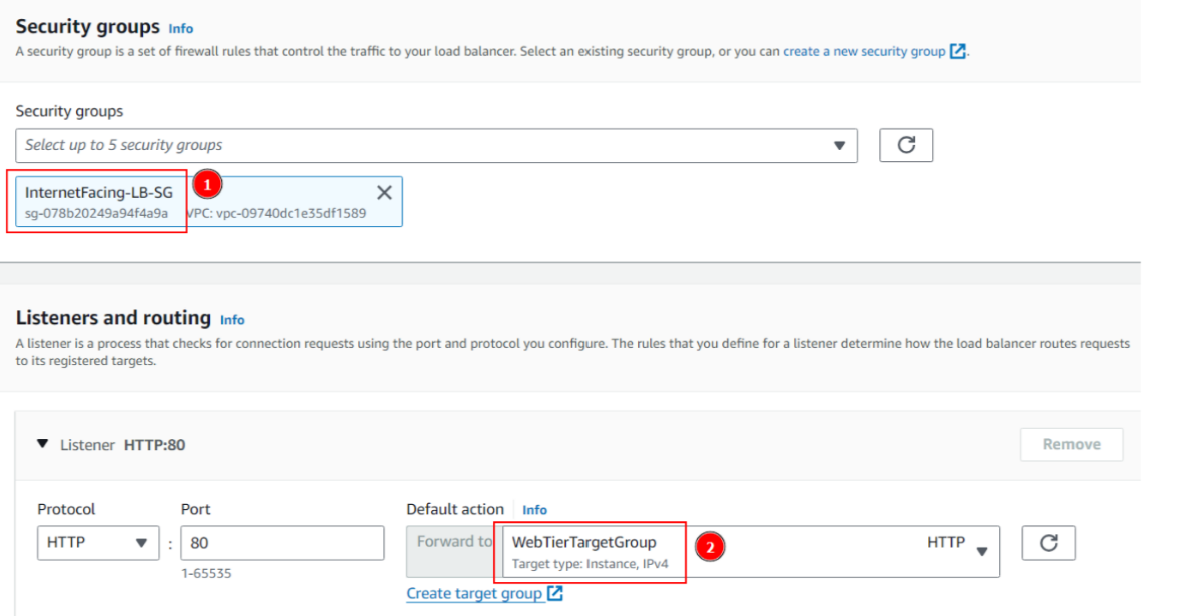 Security groups Info
A security group is a set of firewall rules that control the traffic to your load balancer. Select an existing security group, or you can create a new security group.
Security groups
Select up to 5 security groups
InternetFacing-LB-SG
1
sg-078b20249a94f4a9a VPC: vpc-09740dc1e35df1589
Listeners and routing Info
A listener is a process that checks for connection requests using the port and protocol you configure. The rules that you define for a listener determine how the load balancer routes requests
to its registered targets.
Listener HTTP:80 Remove
Protocol Port Default action Info
HTTP : 80 Forward to WebTierTargetGroup 2 HTTP
Target type: Instance, IPv4
1-65535
Create target group